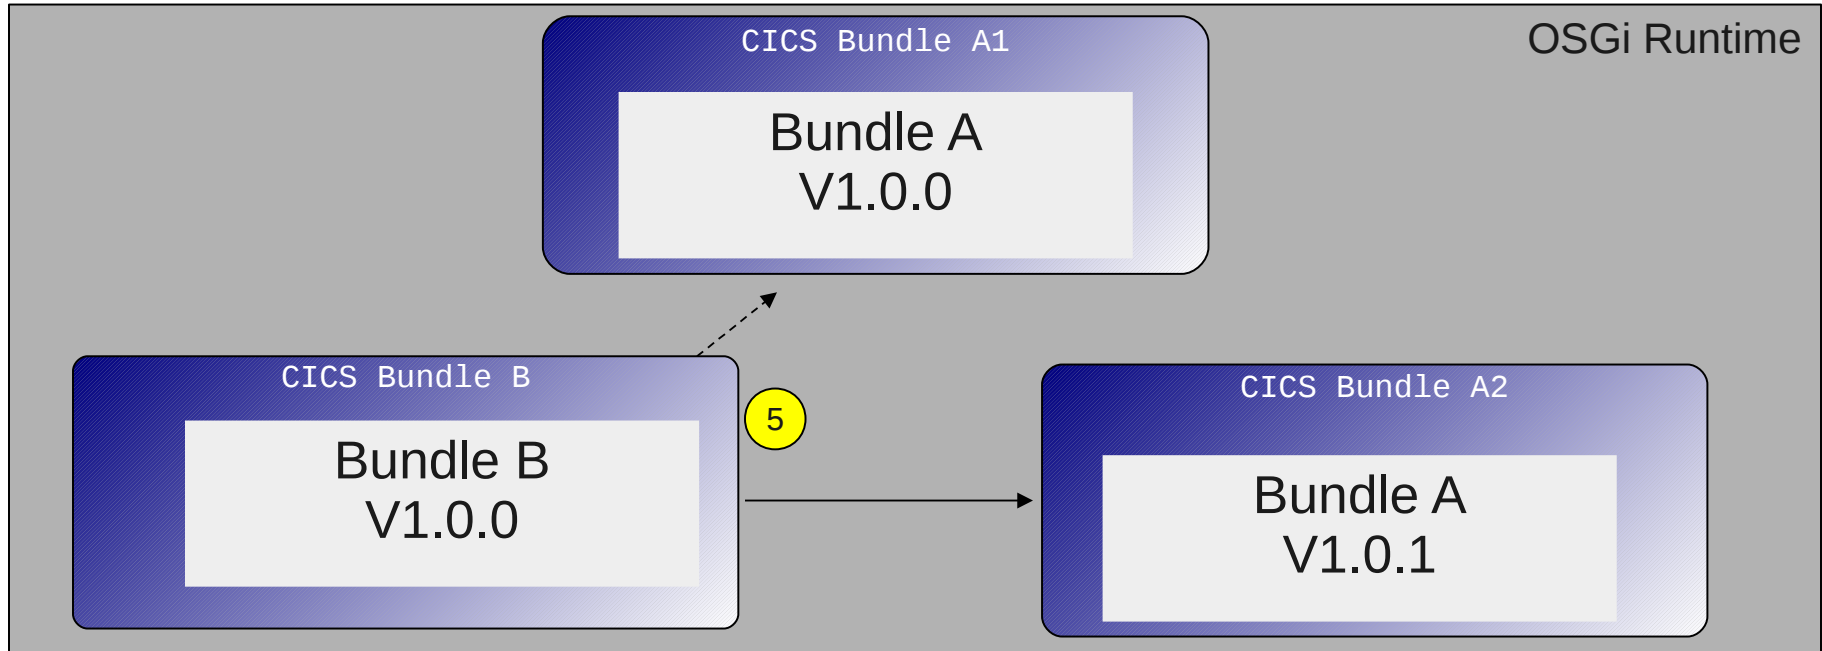 OSGi Runtime
CICS Bundle A1
Bundle A
V1.0.0
CICS Bundle B
Bundle B
V1.0.0
5
CICS Bundle A2
Bundle A
V1.0.1